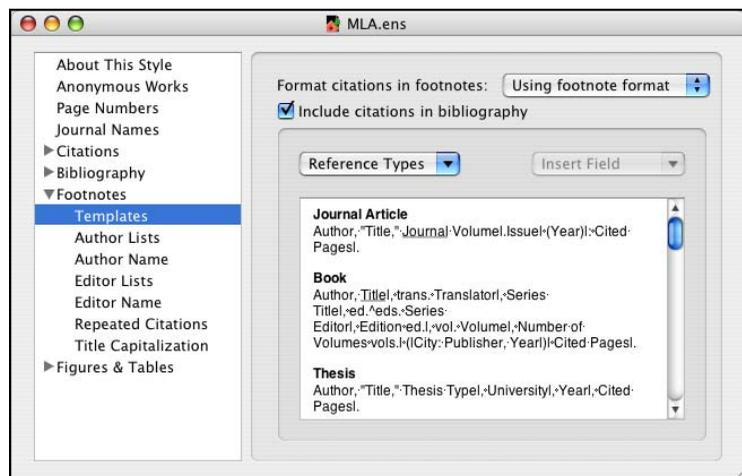 MLA.ens
About This Style
Anonymous Works
Page Numbers
Journal Names
Citations
Bibliography
Footnotes
Templates
Author Lists
Author Name
Editor Lists
Editor Name
Repeated Citations
Title Capitalization
Figures & Tables
Format citations in footnotes: Using footnote format
Include citations in bibliography
Reference Types Insert Field
Journal Article
Author,·"Title,"·Journal·Volume|.Issue|◦(Year)|:◦Cited·
Pages|.
Book
Author,·Title|,◦trans.◦Translator|,◦Series·
Title|,◦ed.^eds.◦Series·
Editor|,◦Edition◦ed.|,◦vol.◦Volume|,◦Number·of·
Volumes◦vols.|◦(|City:·Publisher,·Year|)|◦Cited·Pages|.
Thesis
Author,·"Title,"·Thesis·Type|,◦University|,◦Year|,◦Cited·
Pages|.